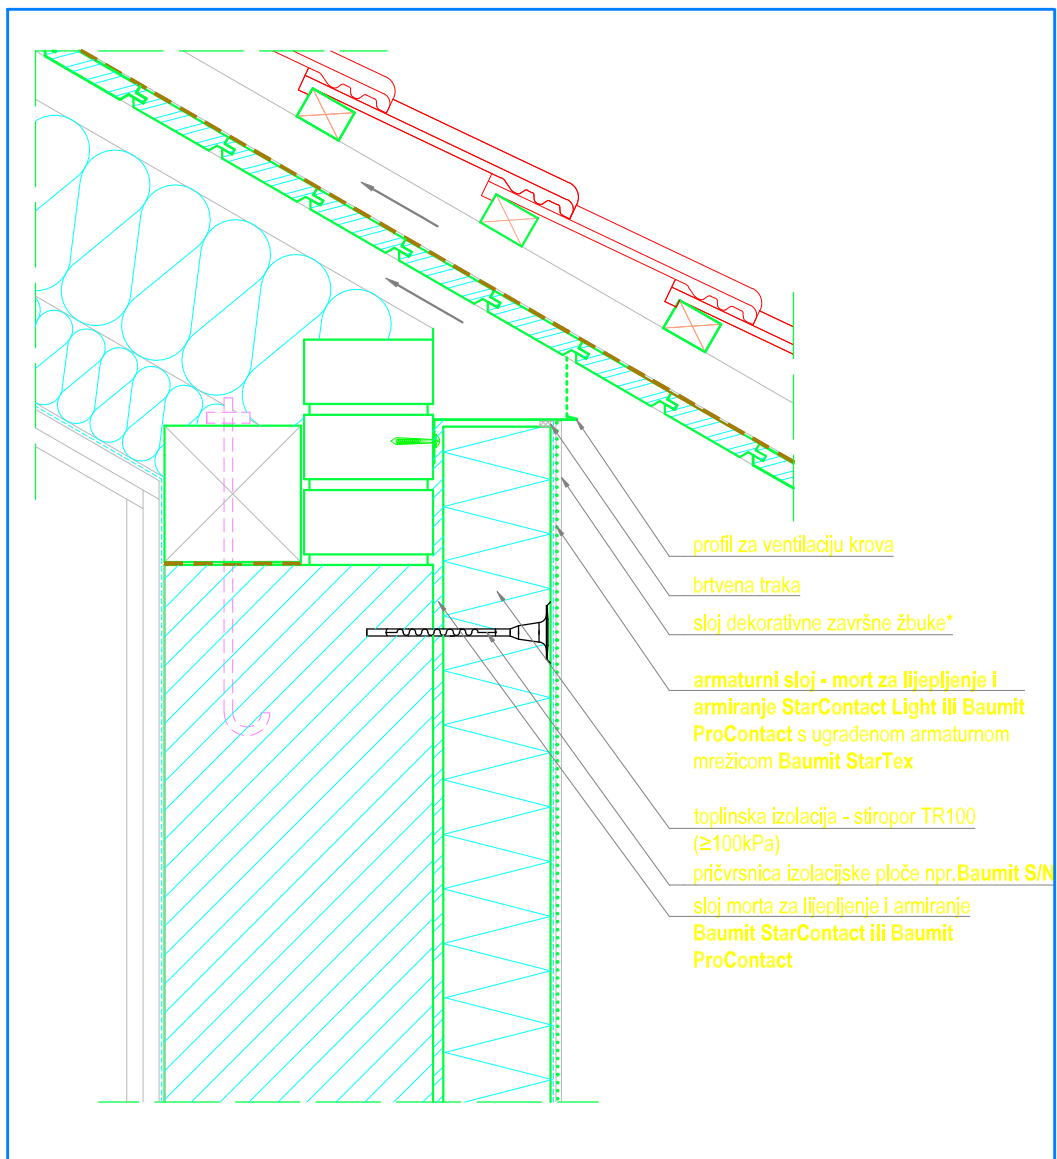 profil za ventilaciju krova
brtvena traka
sloj dekorativne završne žbuke*
armaturni sloj - mort za lijepljenje i
armiranje StarContact Light ili Baumit
ProContact s ugrađenom armaturnom
mrežicom Baumit StarTex
toplinska izolacija - stiropor TR100
(≥100kPa)
pričvrsnica izolacijske ploče npr.Baumit S/N
sloj morta za lijepljenje i armiranje
Baumit StarContact ili Baumit
ProContact